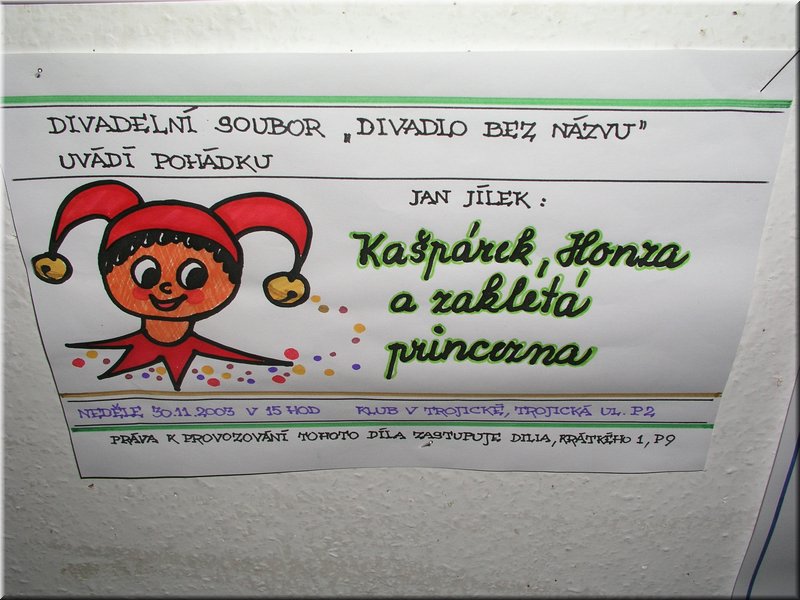 DIVADELNÍ SOUBOR „DIVADLO BEZ NÁZVU"
UVÁDÍ POHÁDKU
JAN JÍLEK:
Kašpárek, Honza
a zakletá
princezna
NEDĚLE 30.11.2003 V 15 HOD KLUB V TROJICKÉ, TROJICKÁ UL. P2
PRÁVA K PROVOZOVÁNÍ TOHOTO DÍLA ZASTUPUJE DILIA, KRÁTKÉHO 1, P9